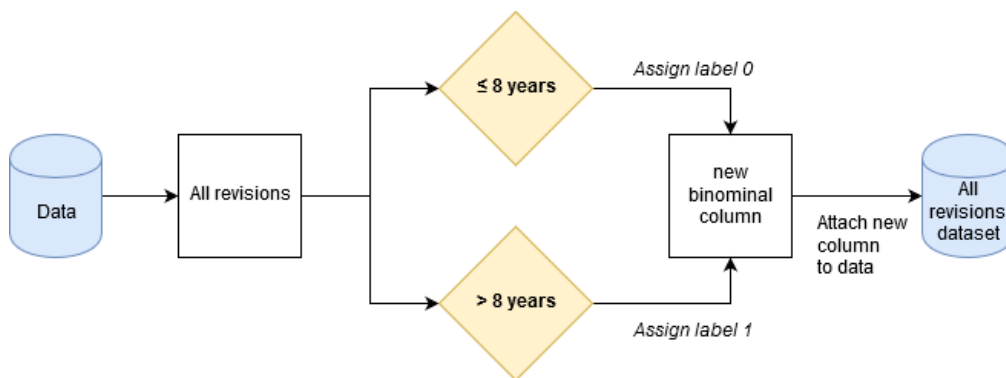 Data
All revisions
≤ 8 years
> 8 years
Assign label 0
Assign label 1
new
binominal
column
Attach new
column
to data
All
revisions
dataset